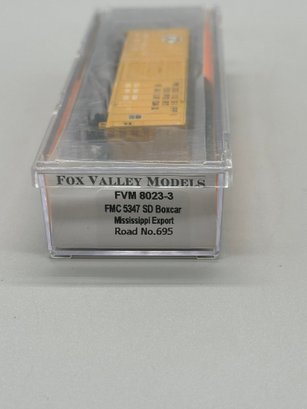 FOX VALLEY MODELS
FVM 8023-3
FMC 5347 SD Boxcar
Mississippi Export
Road No.695